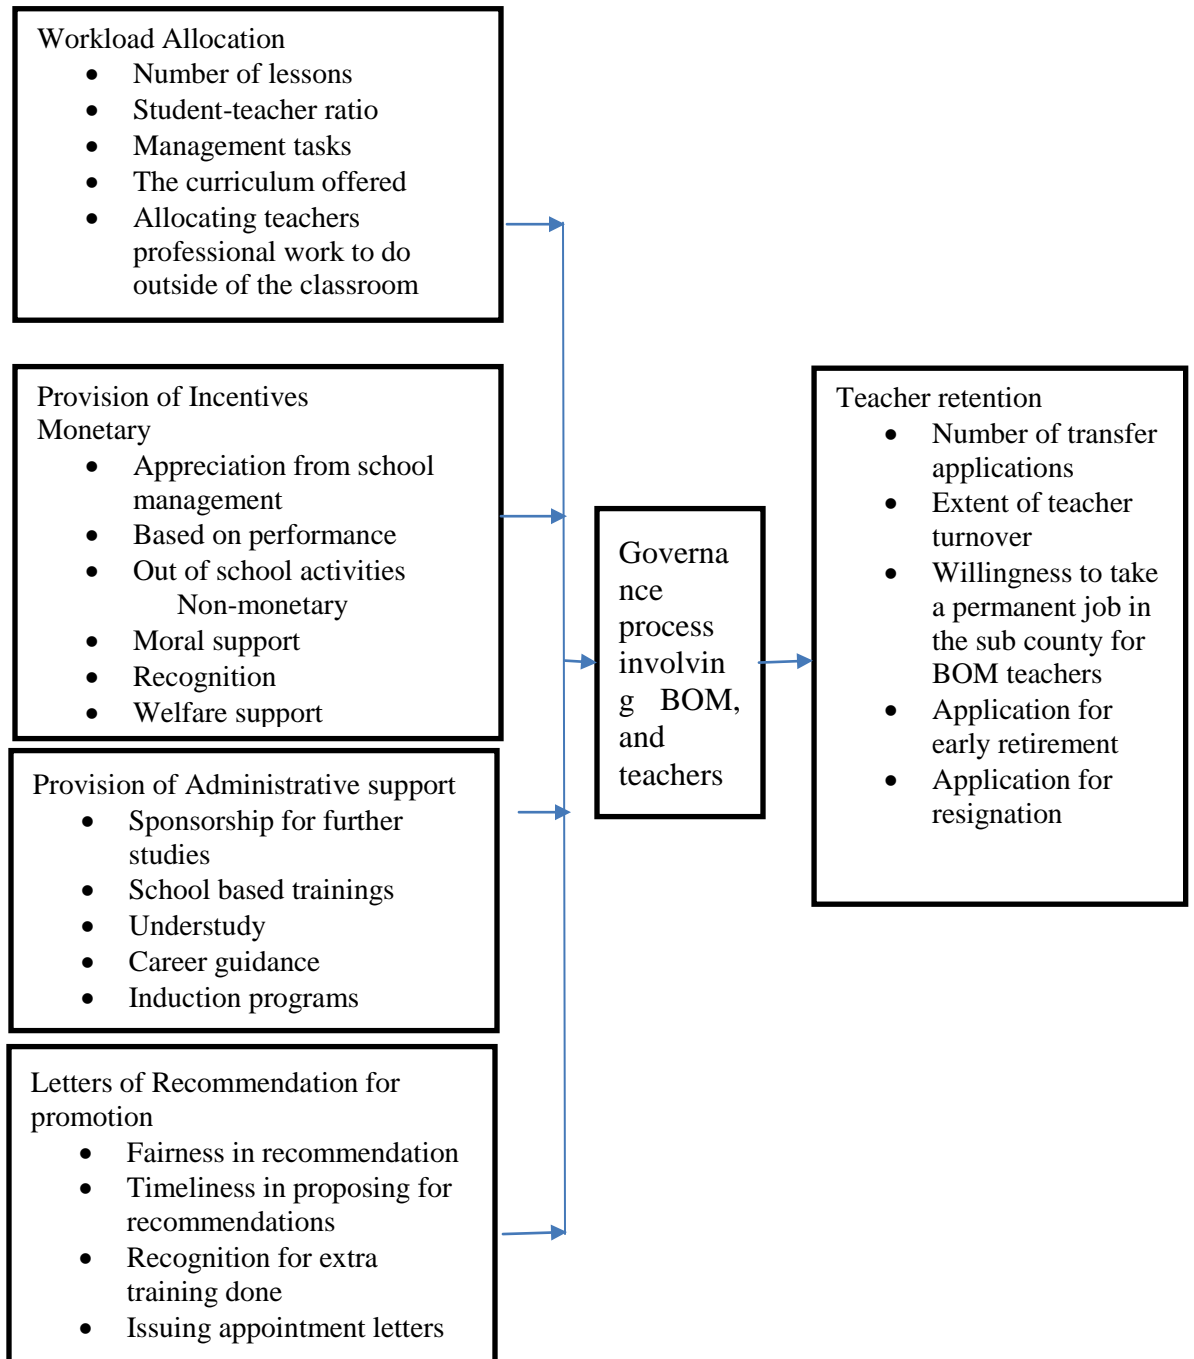 Workload Allocation
• Number of lessons
• Student-teacher ratio
• Management tasks
• The curriculum offered
• Allocating teachers
professional work to do
outside of the classroom
Provision of Incentives
Monetary
• Appreciation from school
management
• Based on performance
• Out of school activities
Non-monetary
• Moral support
• Recognition
• Welfare support
Provision of Administrative support
• Sponsorship for further
studies
• School based trainings
• Understudy
• Career guidance
• Induction programs
Letters of Recommendation for
promotion
• Fairness in recommendation
• Timeliness in proposing for
recommendations
• Recognition for extra
training done
• Issuing appointment letters
Governa
nce
process
involvin
g BOM,
and
teachers
Teacher retention
• Number of transfer
applications
• Extent of teacher
turnover
• Willingness to take
a permanent job in
the sub county for
BOM teachers
• Application for
early retirement
• Application for
resignation